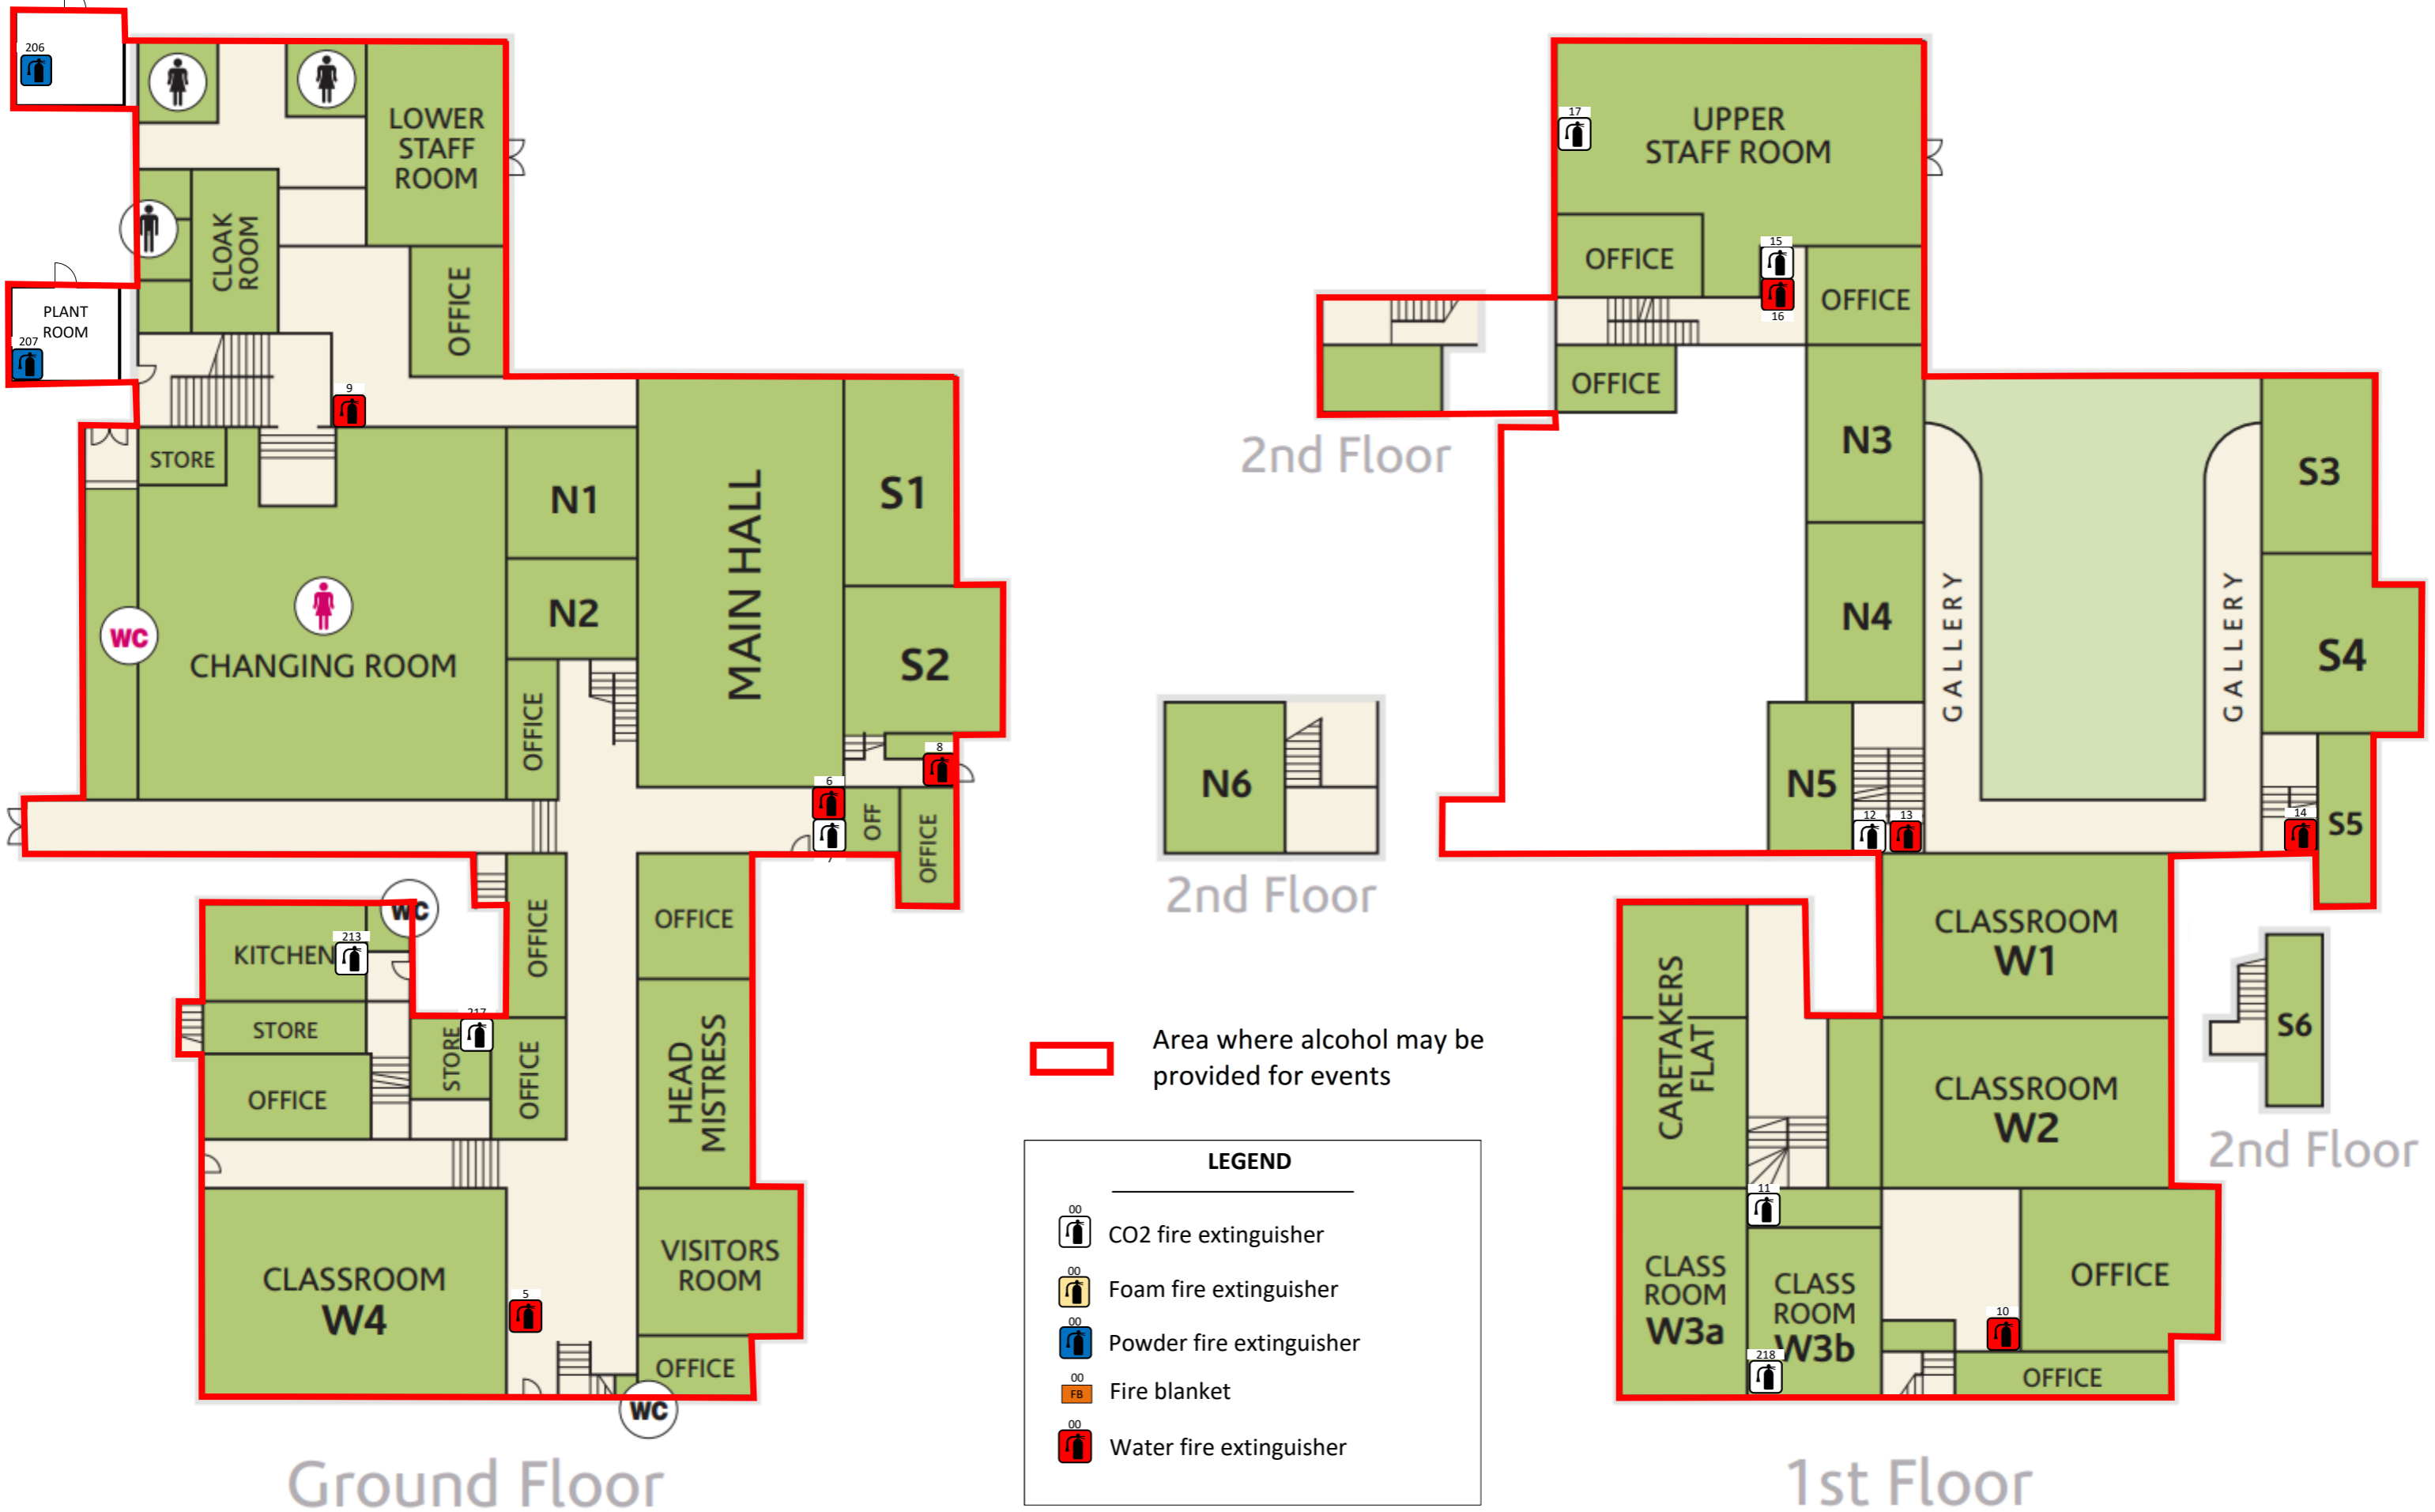 206
LOWER
STAFF
ROOM
CLOAK
ROOM
OFFICE
PLANT
ROOM
207
9
STORE
N1
N2
MAIN HALL
S1
S2
WC
CHANGING ROOM
OFFICE
8
6
7
OFF
OFFICE
WC
KITCHEN
213
OFFICE
OFFICE
STORE
217
STORE
OFFICE
OFFICE
HEAD
MISTRESS
CLASSROOM
W4
5
VISITORS
ROOM
OFFICE
WC
Ground Floor
17
UPPER
STAFF ROOM
OFFICE
15
16
OFFICE
OFFICE
2nd Floor
N3
N4
GALLERY
GALLERY
S3
S4
N6
2nd Floor
N5
12
13
14
S5
CLASSROOM
W1
CARETAKERS
FLAT
CLASSROOM
W2
S6
2nd Floor
11
CLASS
ROOM
W3a
CLASS
ROOM
W3b
218
10
OFFICE
OFFICE
1st Floor
Area where alcohol may be
provided for events
LEGEND
00
CO2 fire extinguisher
00
Foam fire extinguisher
00
Powder fire extinguisher
00
FB
Fire blanket
00
Water fire extinguisher